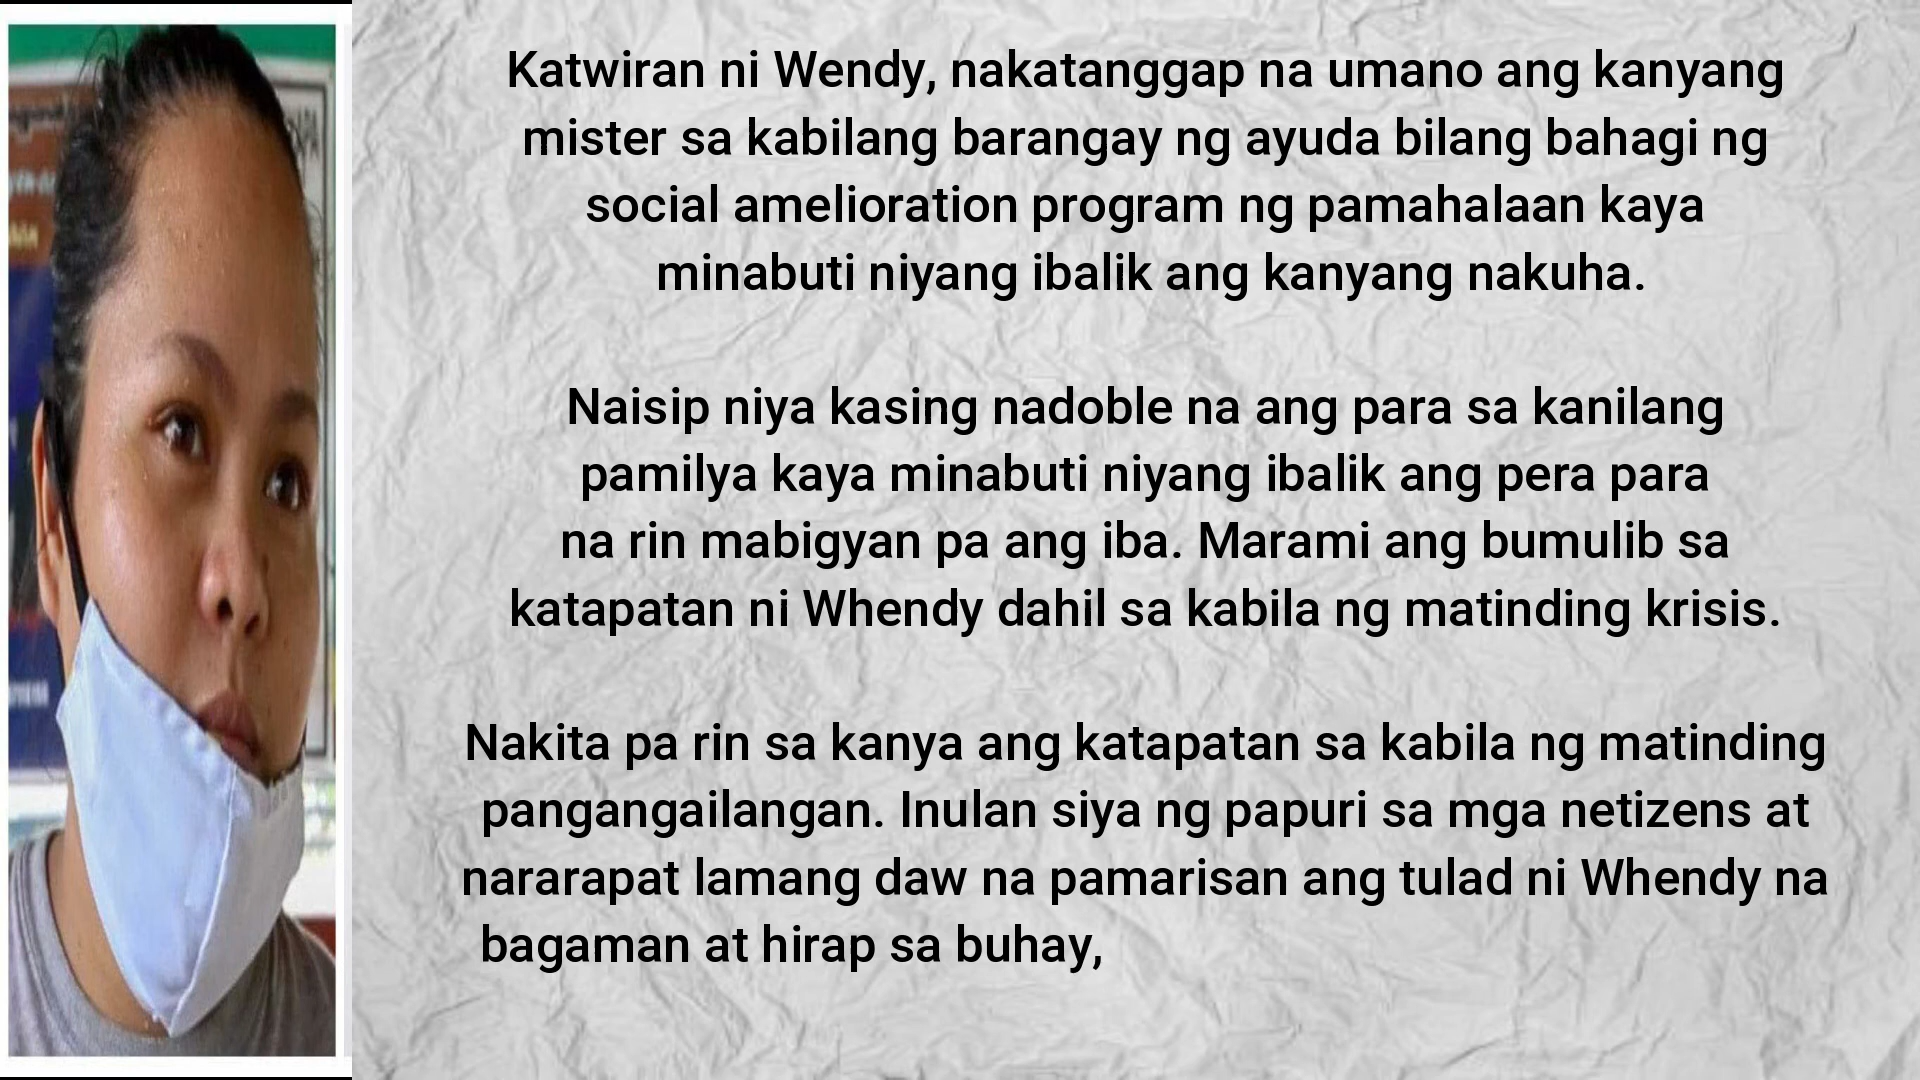 Katwiran ni Wendy, nakatanggap na umano ang kanyang
mister sa kabilang barangay ng ayuda bilang bahagi ng
social amelioration program ng pamahalaan kaya
minabuti niyang ibalik ang kanyang nakuha.
Naisip niya kasing nadoble na ang para sa kanilang
pamilya kaya minabuti niyang ibalik ang pera para
na rin mabigyan pa ang iba. Marami ang bumulib sa
katapatan ni Whendy dahil sa kabila ng matinding krisis.
Nakita pa rin sa kanya ang katapatan sa kabila ng matinding
pangangailangan. Inulan siya ng papuri sa mga netizens at
nararapat lamang daw na pamarisan ang tulad ni Whendy na
bagaman at hirap sa buhay,